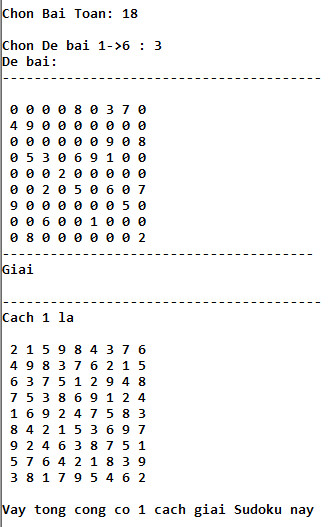 Chon Bai Toan: 18
Chon De bai 1->6 : 3
De bai:
---------------------------------------
0 0 0 0 8 0 3 7 0
4 9 0 0 0 0 0 0 0
0 0 0 0 0 0 9 0 8
0 5 3 0 6 9 1 0 0
0 0 0 2 0 0 0 0 0
0 0 2 0 5 0 6 0 7
9 0 0 0 0 0 0 5 0
0 0 6 0 0 1 0 0 0
0 8 0 0 0 0 0 0 2
--------------------------------------
Giai
---------------------------------------
Cach 1 la
2 1 5 9 8 4 3 7 6
4 9 8 3 7 6 2 1 5
6 3 7 5 1 2 9 4 8
7 5 3 8 6 9 1 2 4
1 6 9 2 4 7 5 8 3
8 4 2 1 5 3 6 9 7
9 2 4 6 3 8 7 5 1
5 7 6 4 2 1 8 3 9
3 8 1 7 9 5 4 6 2
Vay tong cong co 1 cach giai Sudoku nay